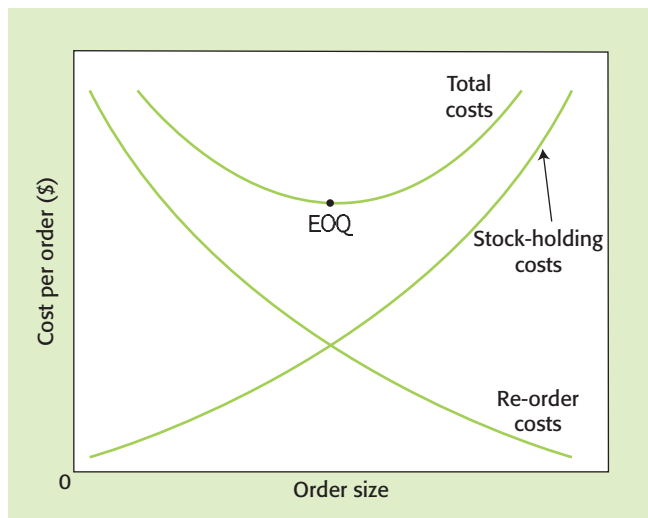 Total
costs
EOQ
Stock-holding
costs
Re-order
costs
Cost per order ($)
0
Order size